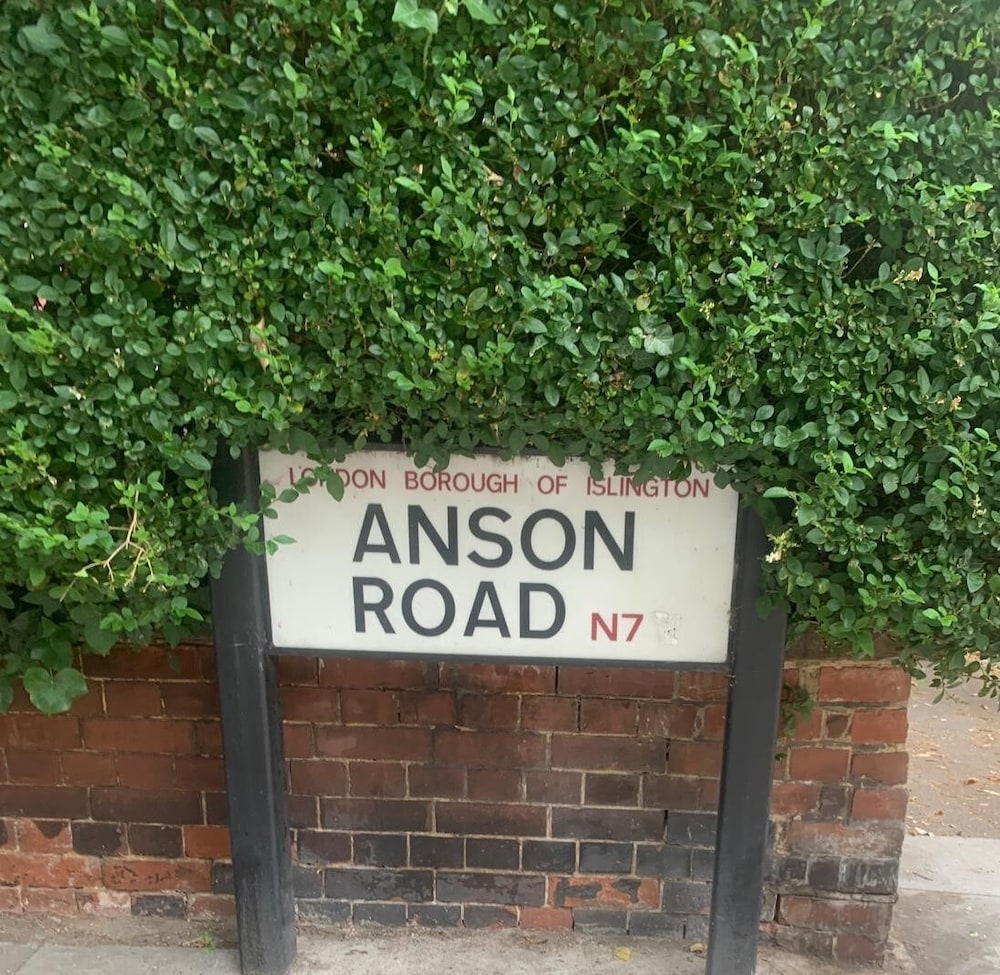 LONDON BOROUGH OF ISLINGTON
ANSON
ROAD N7